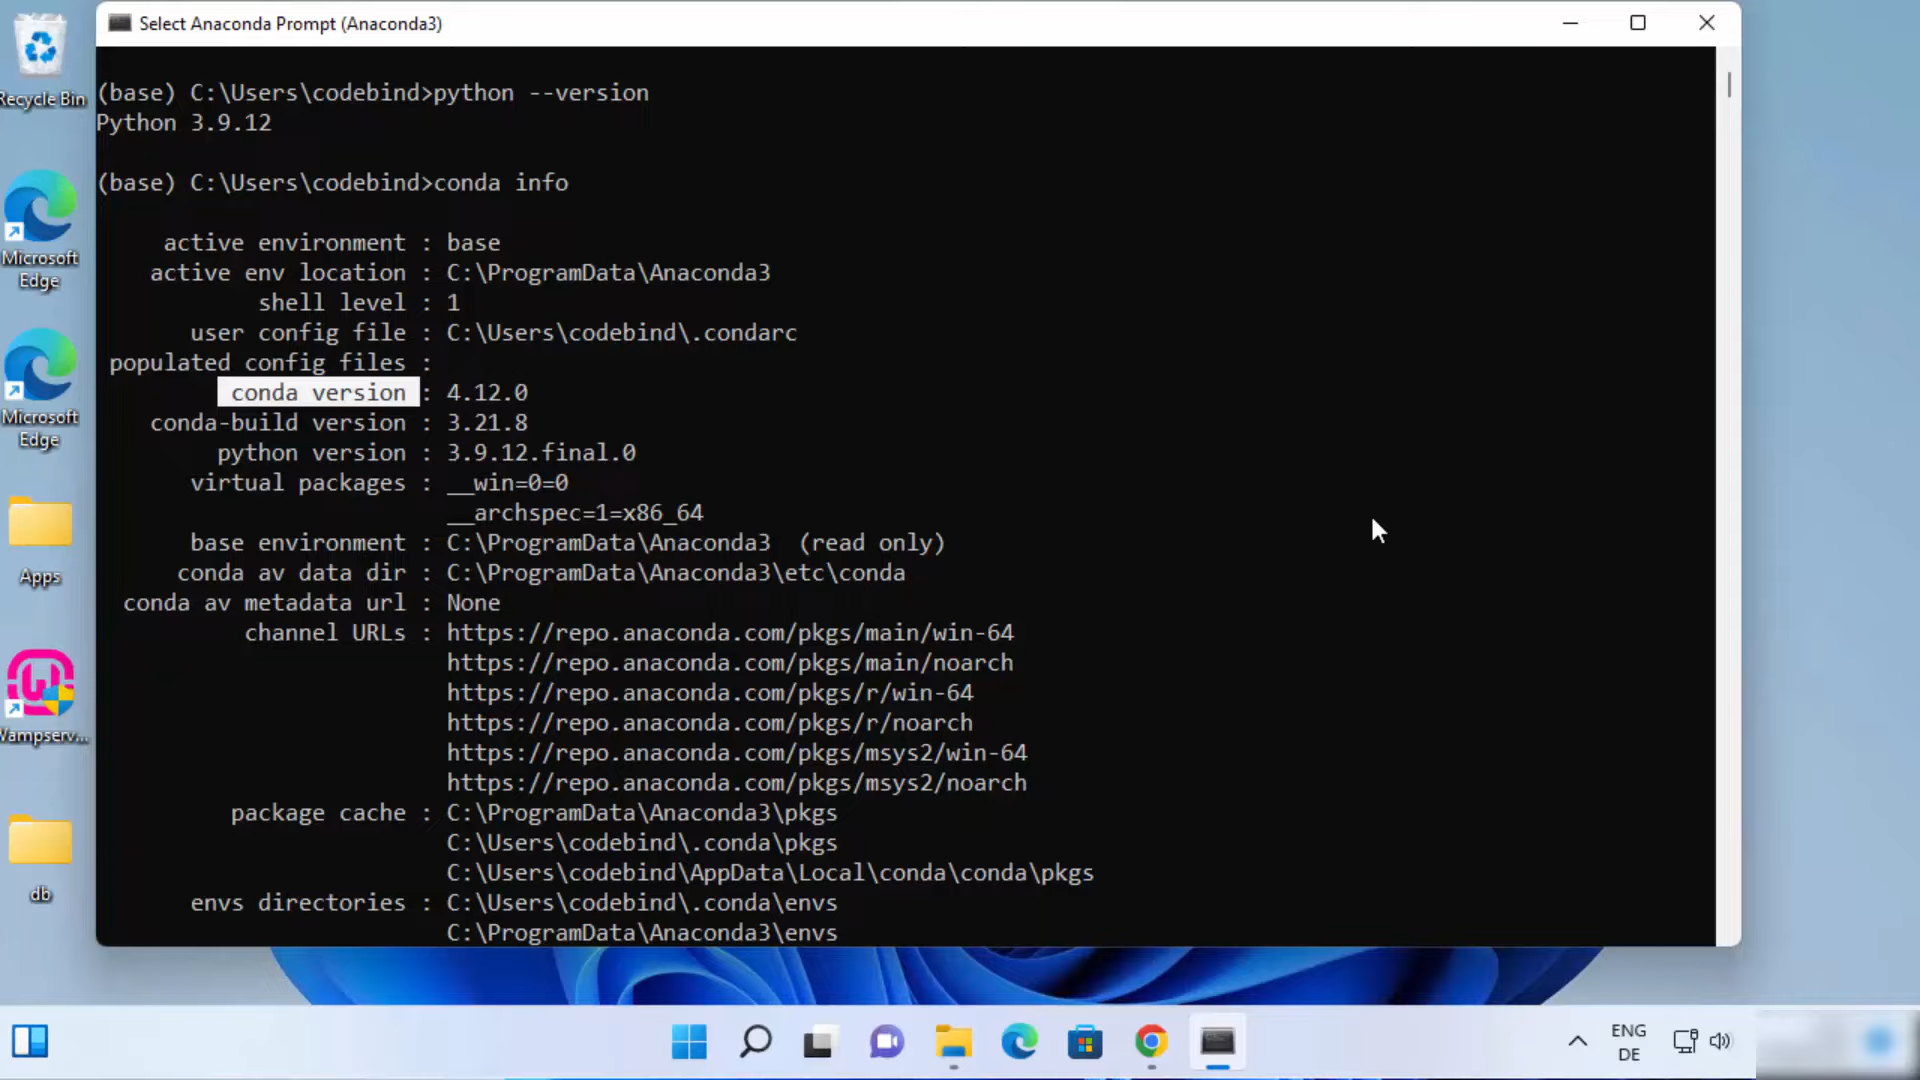 Select Anaconda Prompt (Anaconda3)
(base) C:\Users\codebind>python --version
Python 3.9.12
(base) C:\Users\codebind>conda info
active environment : base
active env location : C:\ProgramData\Anaconda3
shell level : 1
user config file : C:\Users\codebind\.condarc
populated config files :
conda version : 4.12.0
conda-build version : 3.21.8
python version : 3.9.12.final.0
virtual packages : __win=0=0
__archspec=1=x86_64
base environment : C:\ProgramData\Anaconda3  (read only)
conda av data dir : C:\ProgramData\Anaconda3\etc\conda
conda av metadata url : None
channel URLs : https://repo.anaconda.com/pkgs/main/win-64
https://repo.anaconda.com/pkgs/main/noarch
https://repo.anaconda.com/pkgs/r/win-64
https://repo.anaconda.com/pkgs/r/noarch
https://repo.anaconda.com/pkgs/msys2/win-64
https://repo.anaconda.com/pkgs/msys2/noarch
package cache : C:\ProgramData\Anaconda3\pkgs
C:\Users\codebind\.conda\pkgs
C:\Users\codebind\AppData\Local\conda\conda\pkgs
envs directories : C:\Users\codebind\.conda\envs
C:\ProgramData\Anaconda3\envs
Recycle Bin
Microsoft
Edge
Microsoft
Edge
Apps
Wampserv...
db
ENG
DE